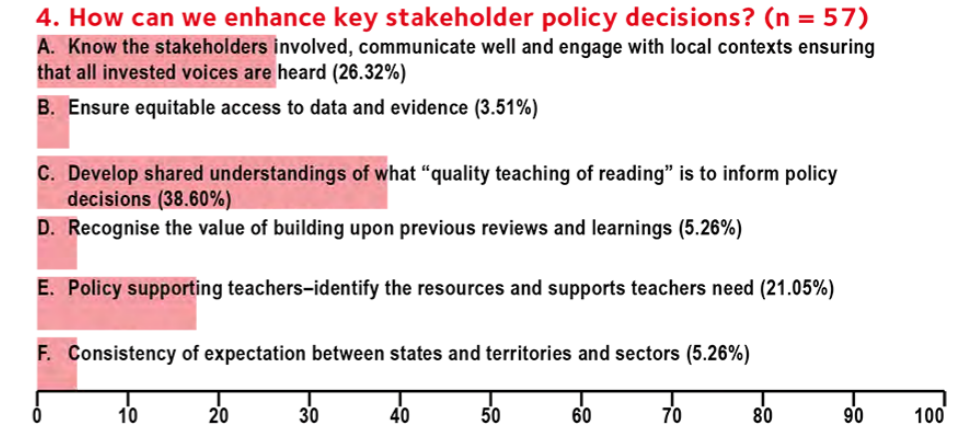 4. How can we enhance key stakeholder policy decisions? (n = 57)
A. Know the stakeholders involved, communicate well and engage with local contexts ensuring
that all invested voices are heard (26.32%)
B. Ensure equitable access to data and evidence (3.51%)
C. Develop shared understandings of what “quality teaching of reading” is to inform policy
decisions (38.60%)
D. Recognise the value of building upon previous reviews and learnings (5.26%)
E. Policy supporting teachers–identify the resources and supports teachers need (21.05%)
F. Consistency of expectation between states and territories and sectors (5.26%)
0 10 20 30 40 50 60 70 80 90 100